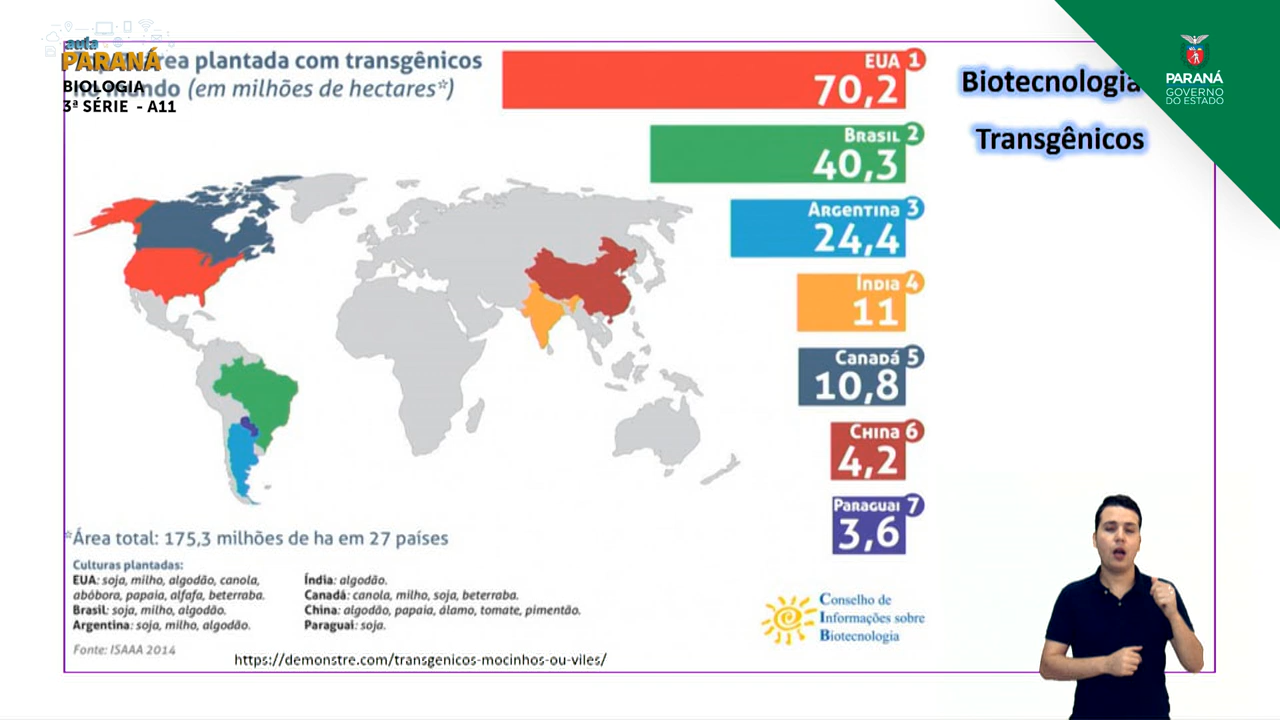 aula
PARANÁ
BIOLOGIA
3ª SÉRIE - A11
área plantada com transgênicos
mundo (em milhões de hectares*)
EUA 1
70,2
BRASIL 2
40,3
ARGENTINA 3
24,4
ÍNDIA 4
11
CANADÁ 5
10,8
CHINA 6
4,2
PARAGUAI 7
3,6
Biotecnologia
Transgênicos
PARANÁ
GOVERNO
DO ESTADO
*Área total: 175,3 milhões de ha em 27 países
Culturas plantadas:
EUA: soja, milho, algodão, canola,
abóbora, papaia, alfafa, beterraba.
Brasil: soja, milho, algodão.
Argentina: soja, milho, algodão.
Índia: algodão.
Canadá: canola, milho, soja, beterraba.
China: algodão, papaia, álamo, tomate, pimentão.
Paraguai: soja.
Fonte: ISAAA 2014
https://demonstre.com/transgenicos-mocinhos-ou-viles/
Conselho de
Informações sobre
Biotecnologia